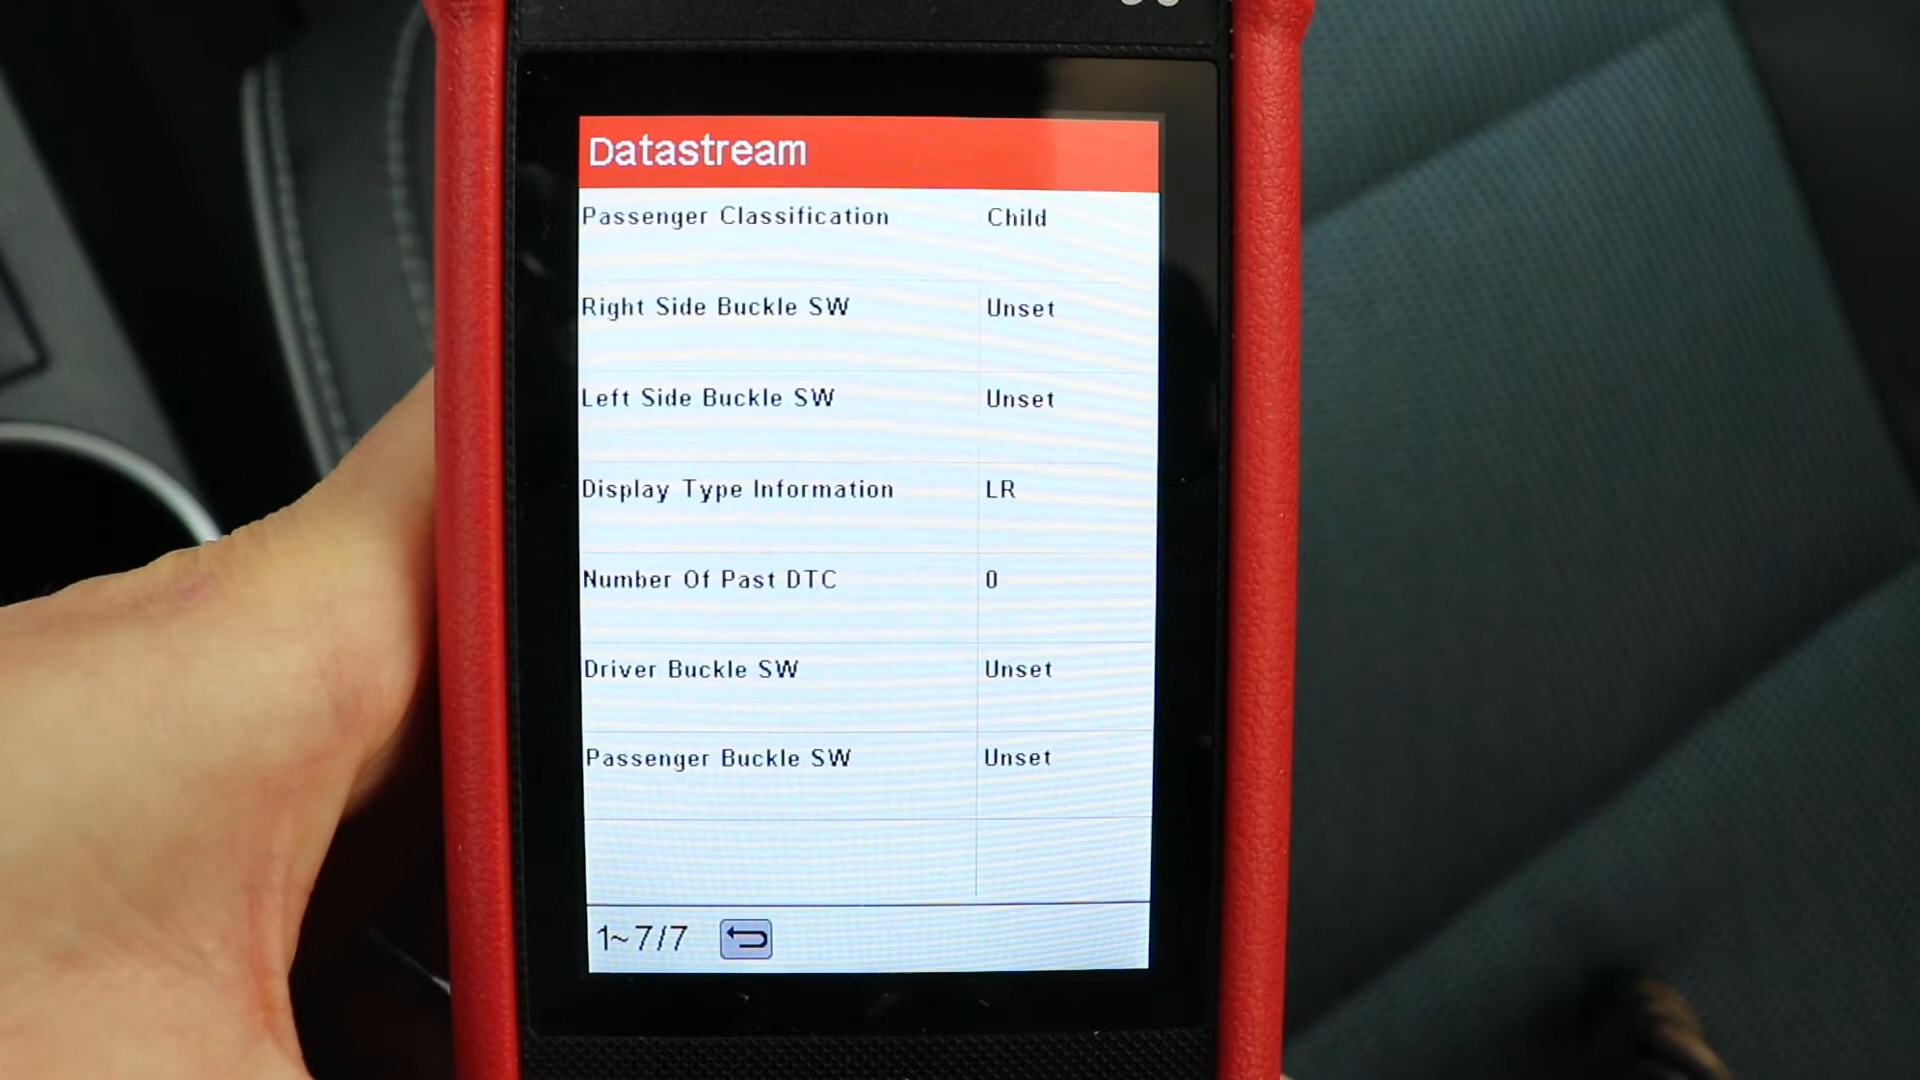 Datastream
Passenger Classification Child
Right Side Buckle SW Unset
Left Side Buckle SW Unset
Display Type Information LR
Number Of Past DTC 0
Driver Buckle SW Unset
Passenger Buckle SW Unset
1~7/7